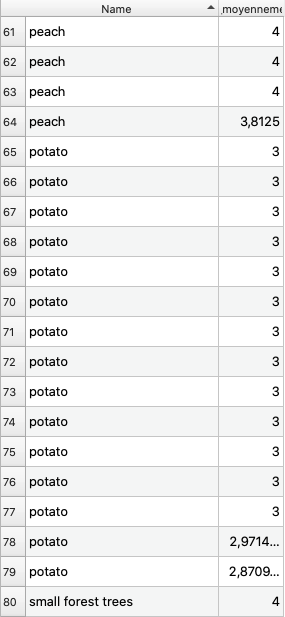 Name _moyenneme
61 peach 4
62 peach 4
63 peach 4
64 peach 3,8125
65 potato 3
66 potato 3
67 potato 3
68 potato 3
69 potato 3
70 potato 3
71 potato 3
72 potato 3
73 potato 3
74 potato 3
75 potato 3
76 potato 3
77 potato 3
78 potato 2,9714...
79 potato 2,8709...
80 small forest trees 4